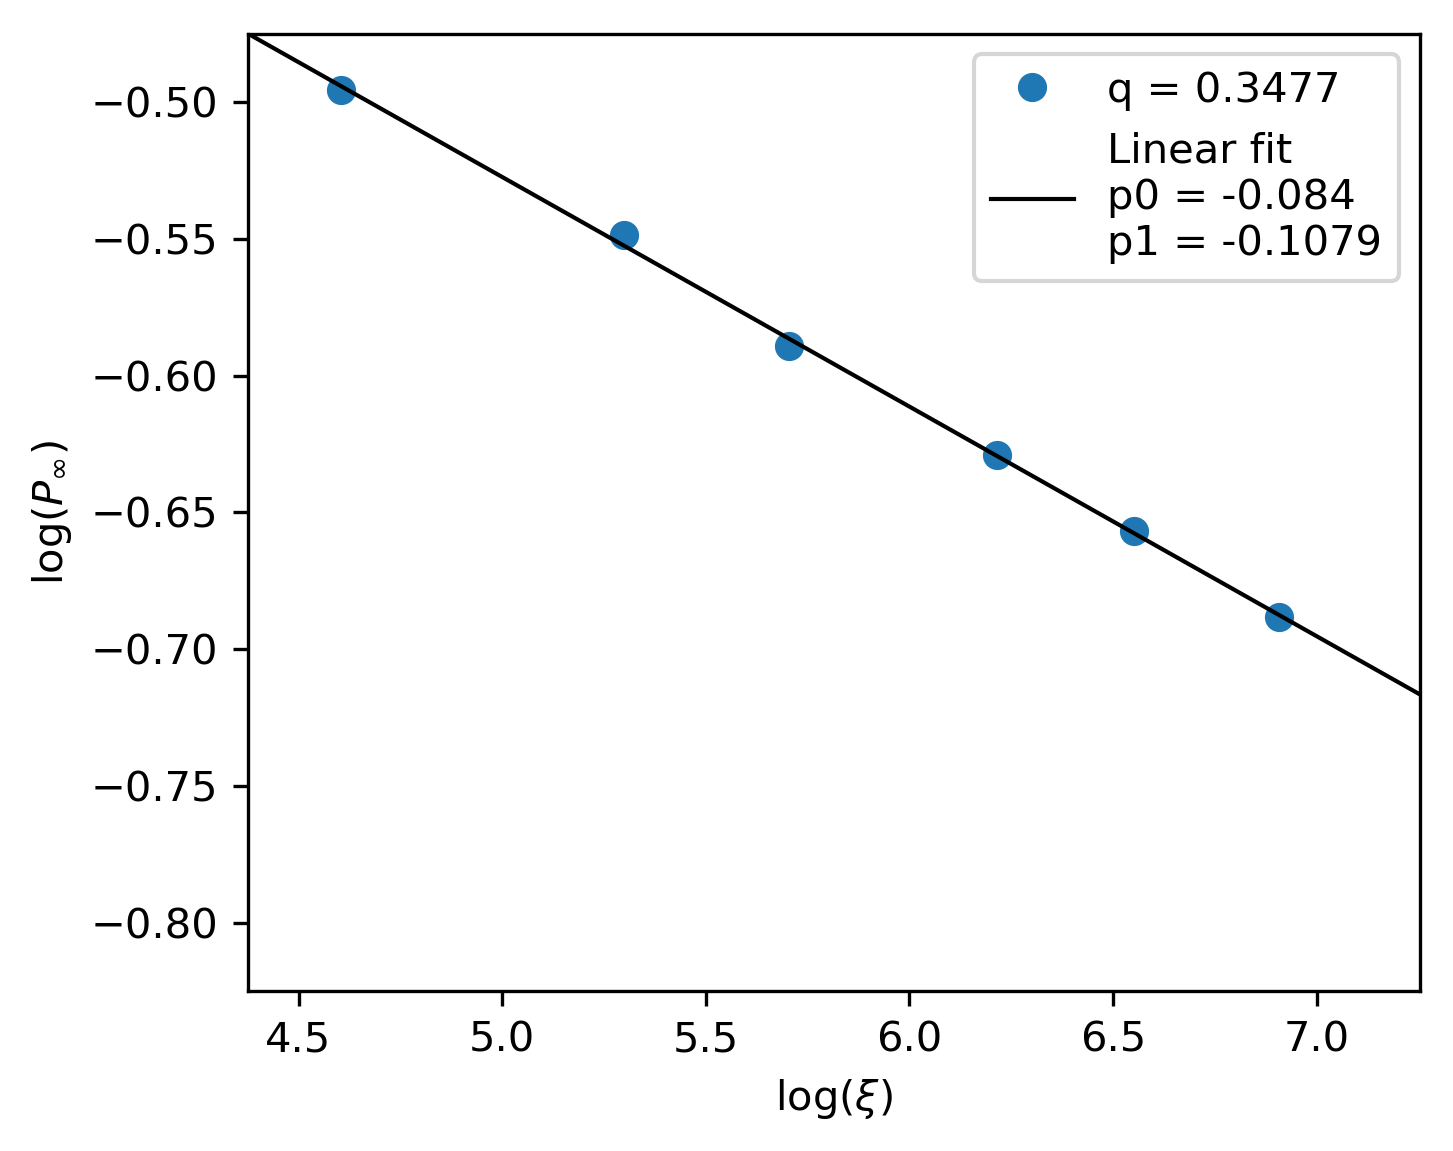 q = 0.3477
Linear fit
p0 = -0.084
p1 = -0.1079
−0.50
−0.55
−0.60
−0.65
−0.70
−0.75
−0.80
log(P∞)
4.5 5.0 5.5 6.0 6.5 7.0
log(ξ)